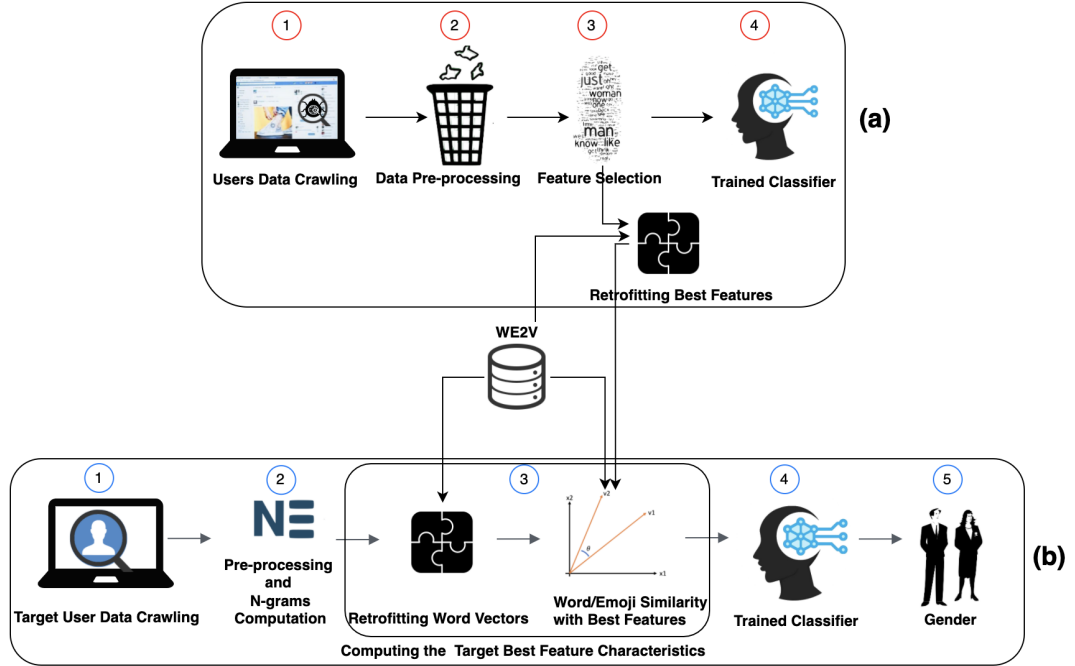 1
2
3
4
get
just
woman
now
one
man
know like
(a)
Users Data Crawling
Data Pre-processing
Feature Selection
Trained Classifier
Retrofitting Best Features
WE2V
1
2
3
4
5
NE
x2
v2
v1
θ
x1
(b)
Pre-processing
and
N-grams
Computation
Target User Data Crawling
Retrofitting Word Vectors
Word/Emoji Similarity
with Best Features
Trained Classifier
Gender
Computing the Target Best Feature Characteristics